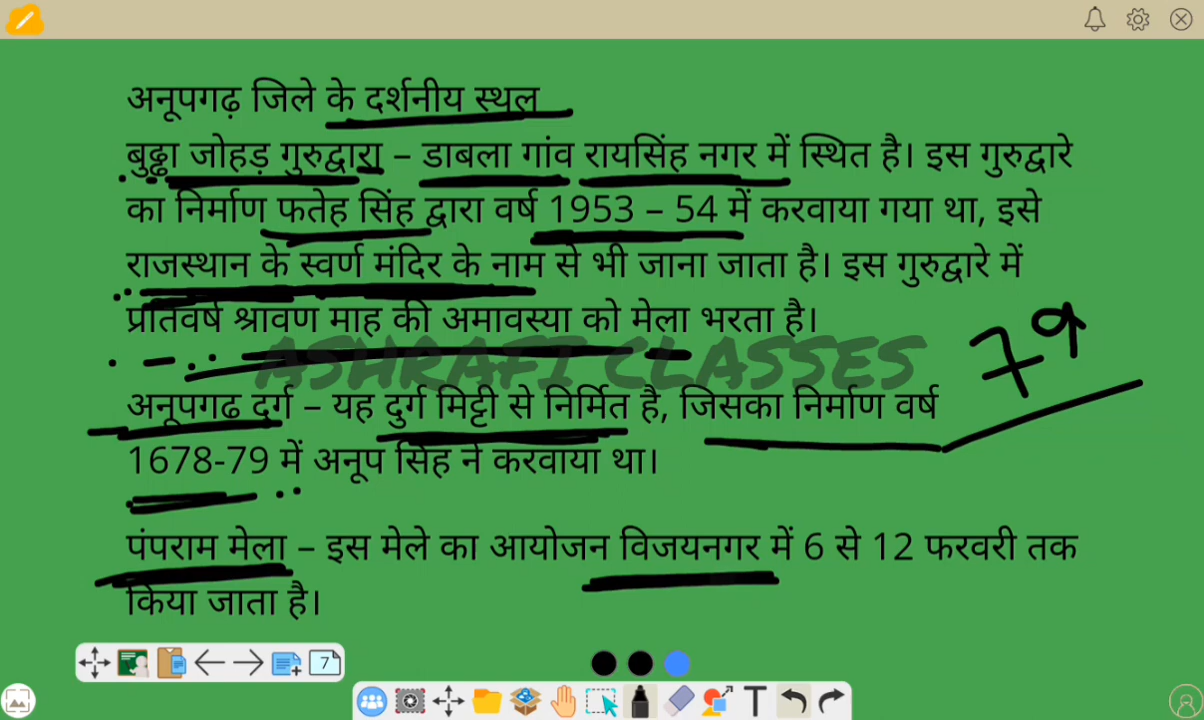 अनूपगढ़ जिले के दर्शनीय स्थल
बुढ्ढा जोहड़ गुरुद्वारा – डाबला गांव रायसिंह नगर में स्थित है। इस गुरुद्वारे
का निर्माण फतेह सिंह द्वारा वर्ष 1953 – 54 में करवाया गया था, इसे
राजस्थान के स्वर्ण मंदिर के नाम से भी जाना जाता है। इस गुरुद्वारे में
प्रतिवर्ष श्रावण माह की अमावस्या को मेला भरता है।
ASHRAFI CLASSES
79
अनूपगढ दुर्ग – यह दुर्ग मिट्टी से निर्मित है, जिसका निर्माण वर्ष
1678-79 में अनूप सिंह ने करवाया था।
पंपराम मेला – इस मेले का आयोजन विजयनगर में 6 से 12 फरवरी तक
किया जाता है।
7